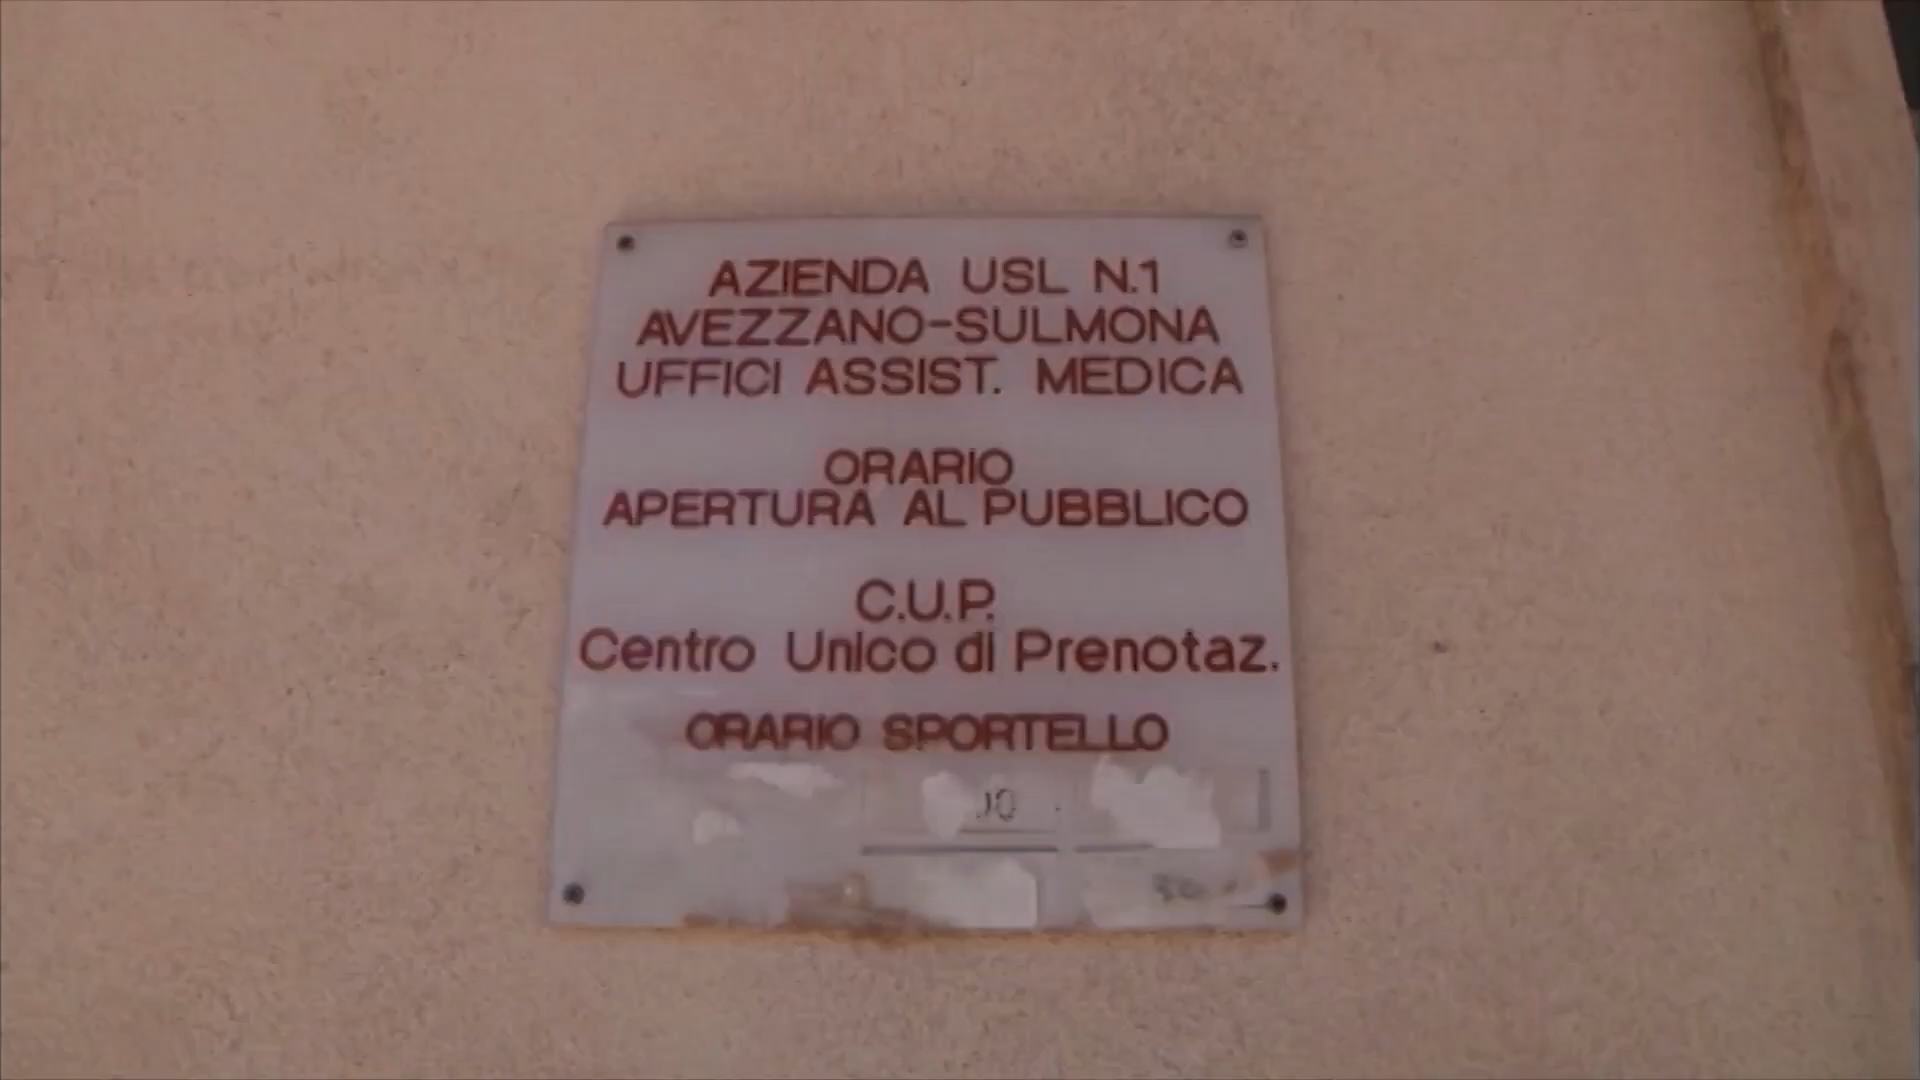 AZIENDA USL N.1
AVEZZANO-SULMONA
UFFICI ASSIST. MEDICA
ORARIO
APERTURA AL PUBBLICO
C.U.P.
Centro Unico di Prenotaz.
ORARIO SPORTELLO